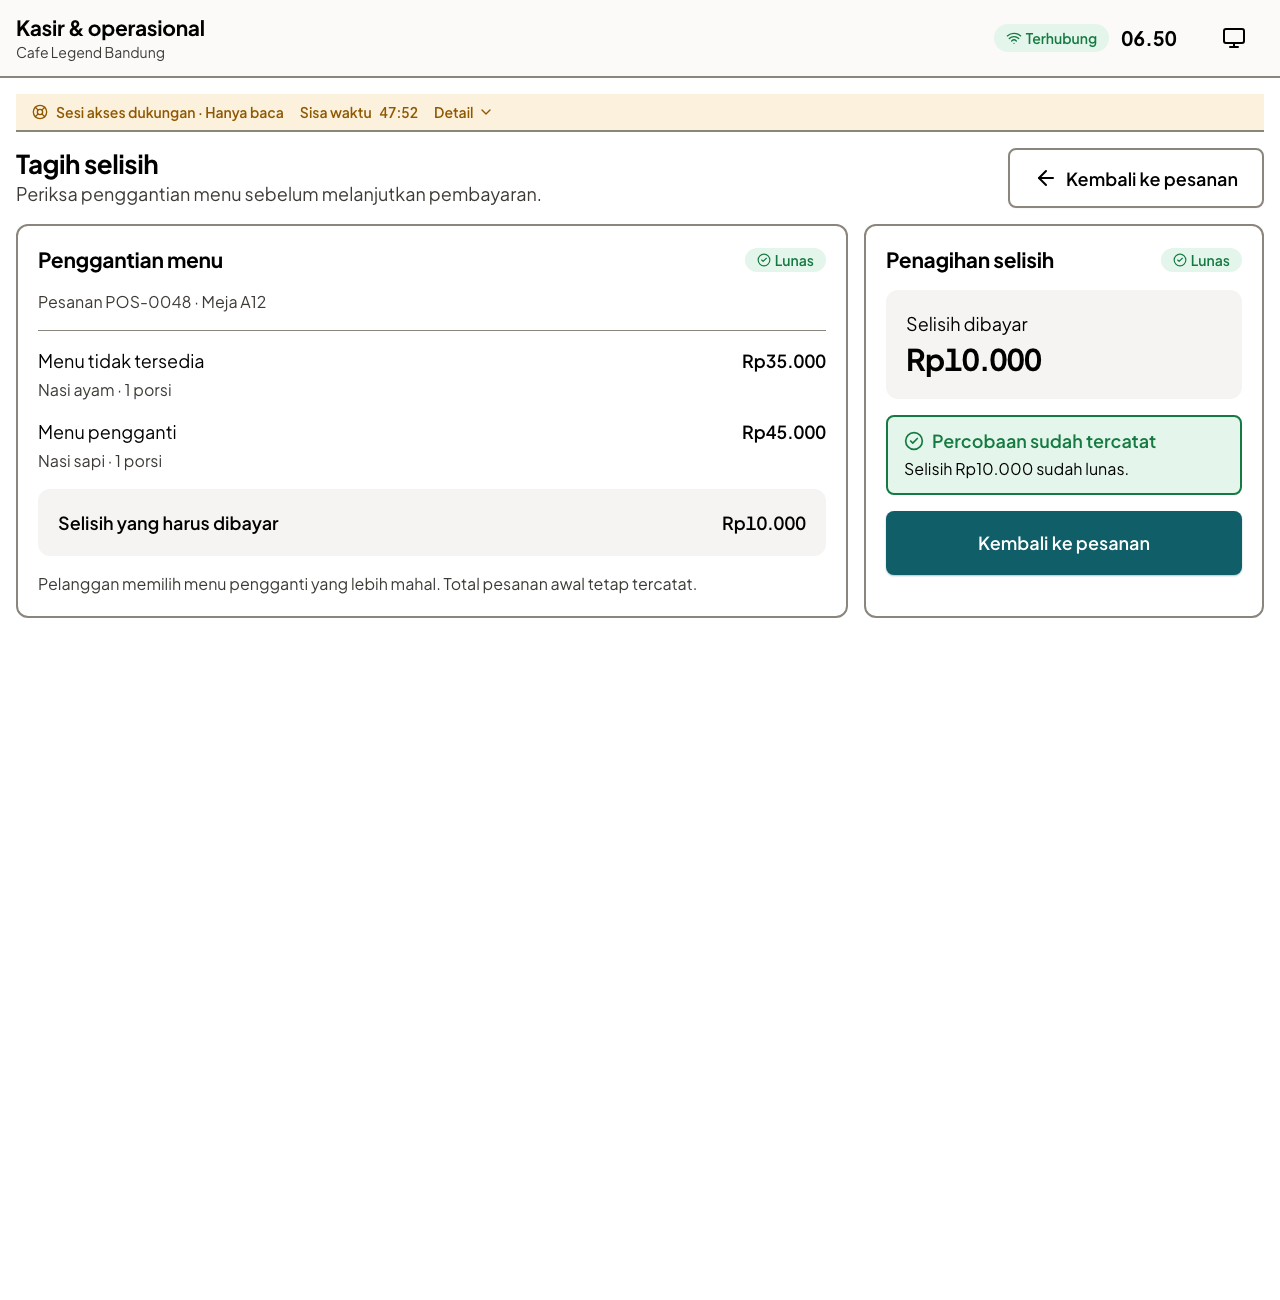 Kasir & operasional
Cafe Legend Bandung
Terhubung
06.50
Sesi akses dukungan · Hanya baca Sisa waktu 47:52 Detail
Tagih selisih
Periksa penggantian menu sebelum melanjutkan pembayaran.
Kembali ke pesanan
Penggantian menu
Lunas
Pesanan POS-0048 · Meja A12
Menu tidak tersedia
Rp35.000
Nasi ayam · 1 porsi
Menu pengganti
Rp45.000
Nasi sapi · 1 porsi
Selisih yang harus dibayar
Rp10.000
Pelanggan memilih menu pengganti yang lebih mahal. Total pesanan awal tetap tercatat.
Penagihan selisih
Lunas
Selisih dibayar
Rp10.000
Percobaan sudah tercatat
Selisih Rp10.000 sudah lunas.
Kembali ke pesanan